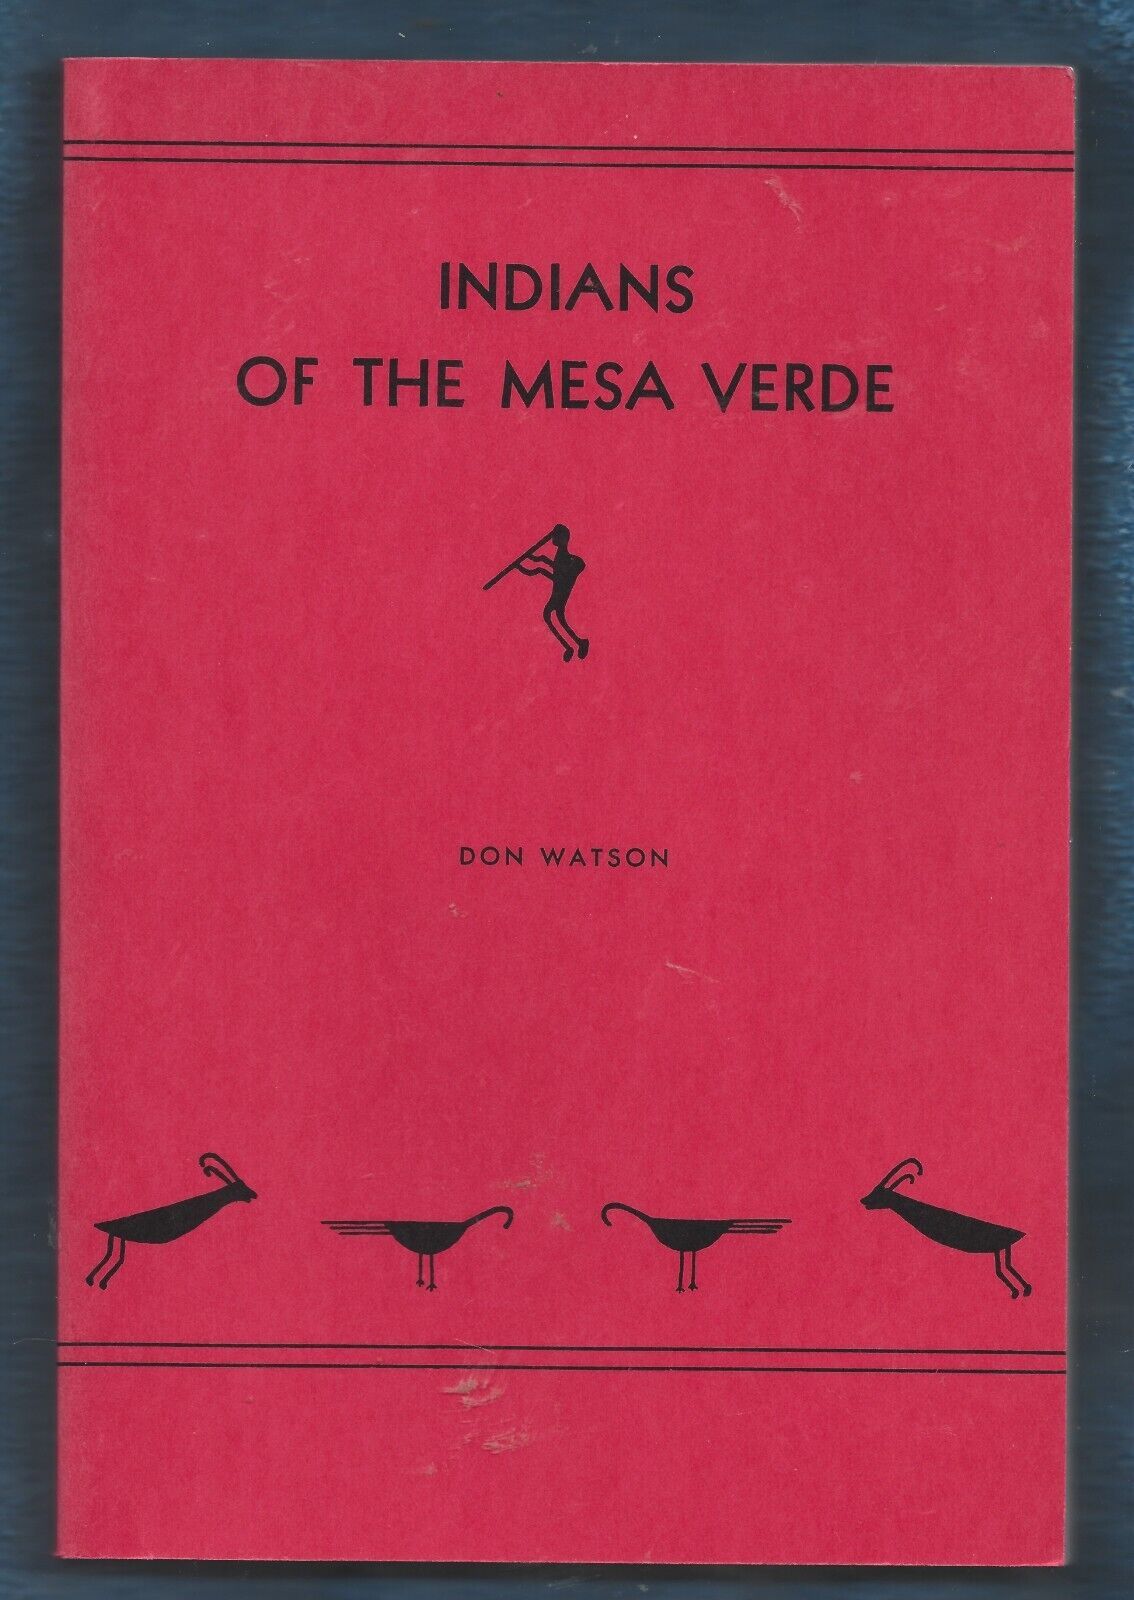 INDIANS
OF THE MESA VERDE
DON WATSON